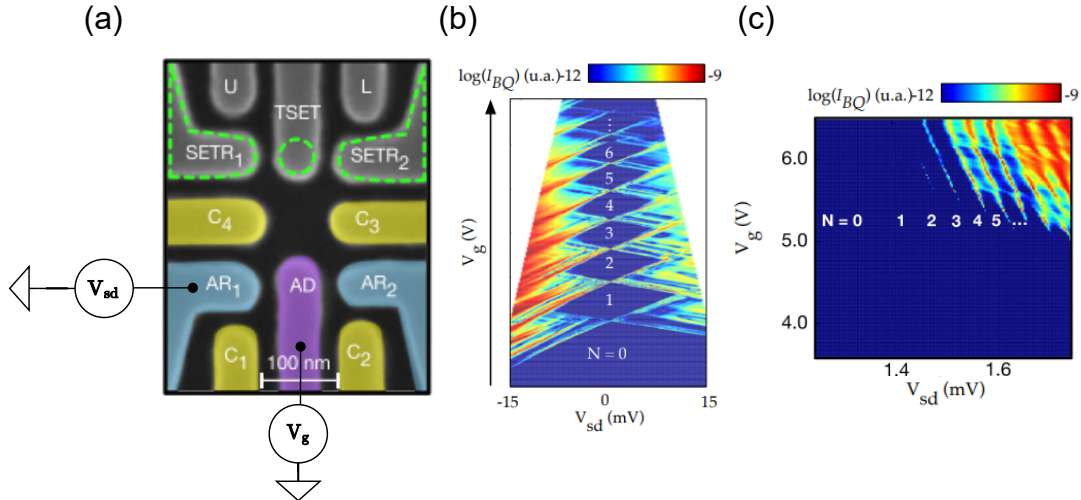 (a)
U
L
TSET
SETR1
SETR2
C4
C3
AR1
AD
AR2
C1
C2
100 nm
Vsd
Vg
(b)
log(IBQ) (u.a.)-12
-9
Vg (V)
⋮
6
5
4
3
2
1
N = 0
-15
0
15
Vsd (mV)
(c)
log(IBQ) (u.a.)-12
-9
6.0
Vg (V)
5.0
4.0
N = 0
1
2
3
4
5
...
1.4
1.6
Vsd (mV)